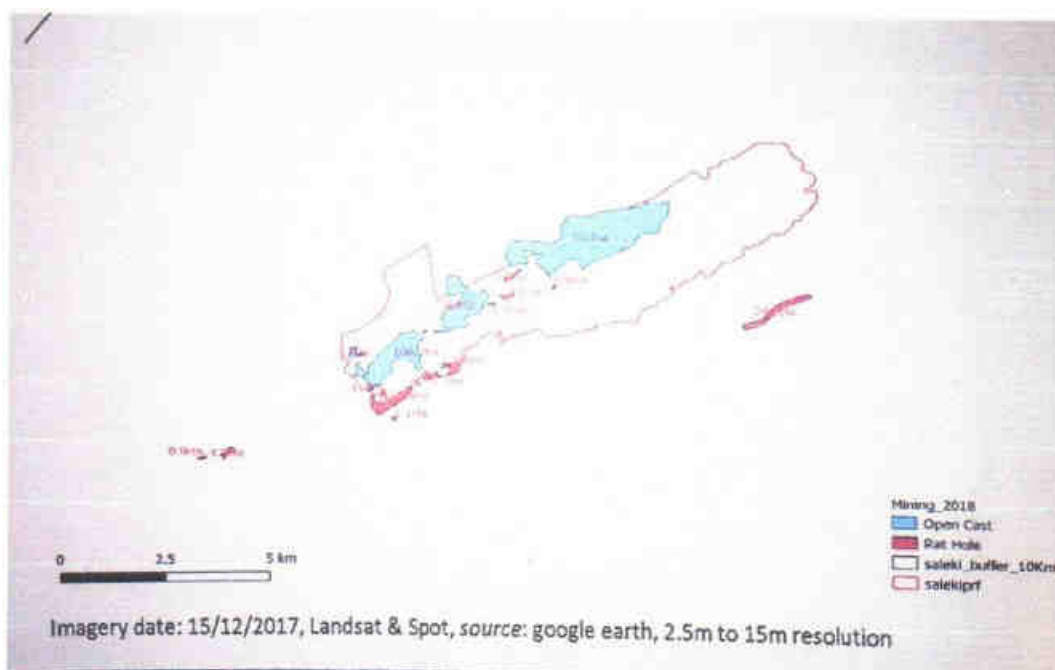 Mining_2018
Open Cast
Rat Hole
saleki_buffer_10Km
salekiprf
0 2.5 5 km
Imagery date: 15/12/2017, Landsat & Spot, source: google earth, 2.5m to 15m resolution